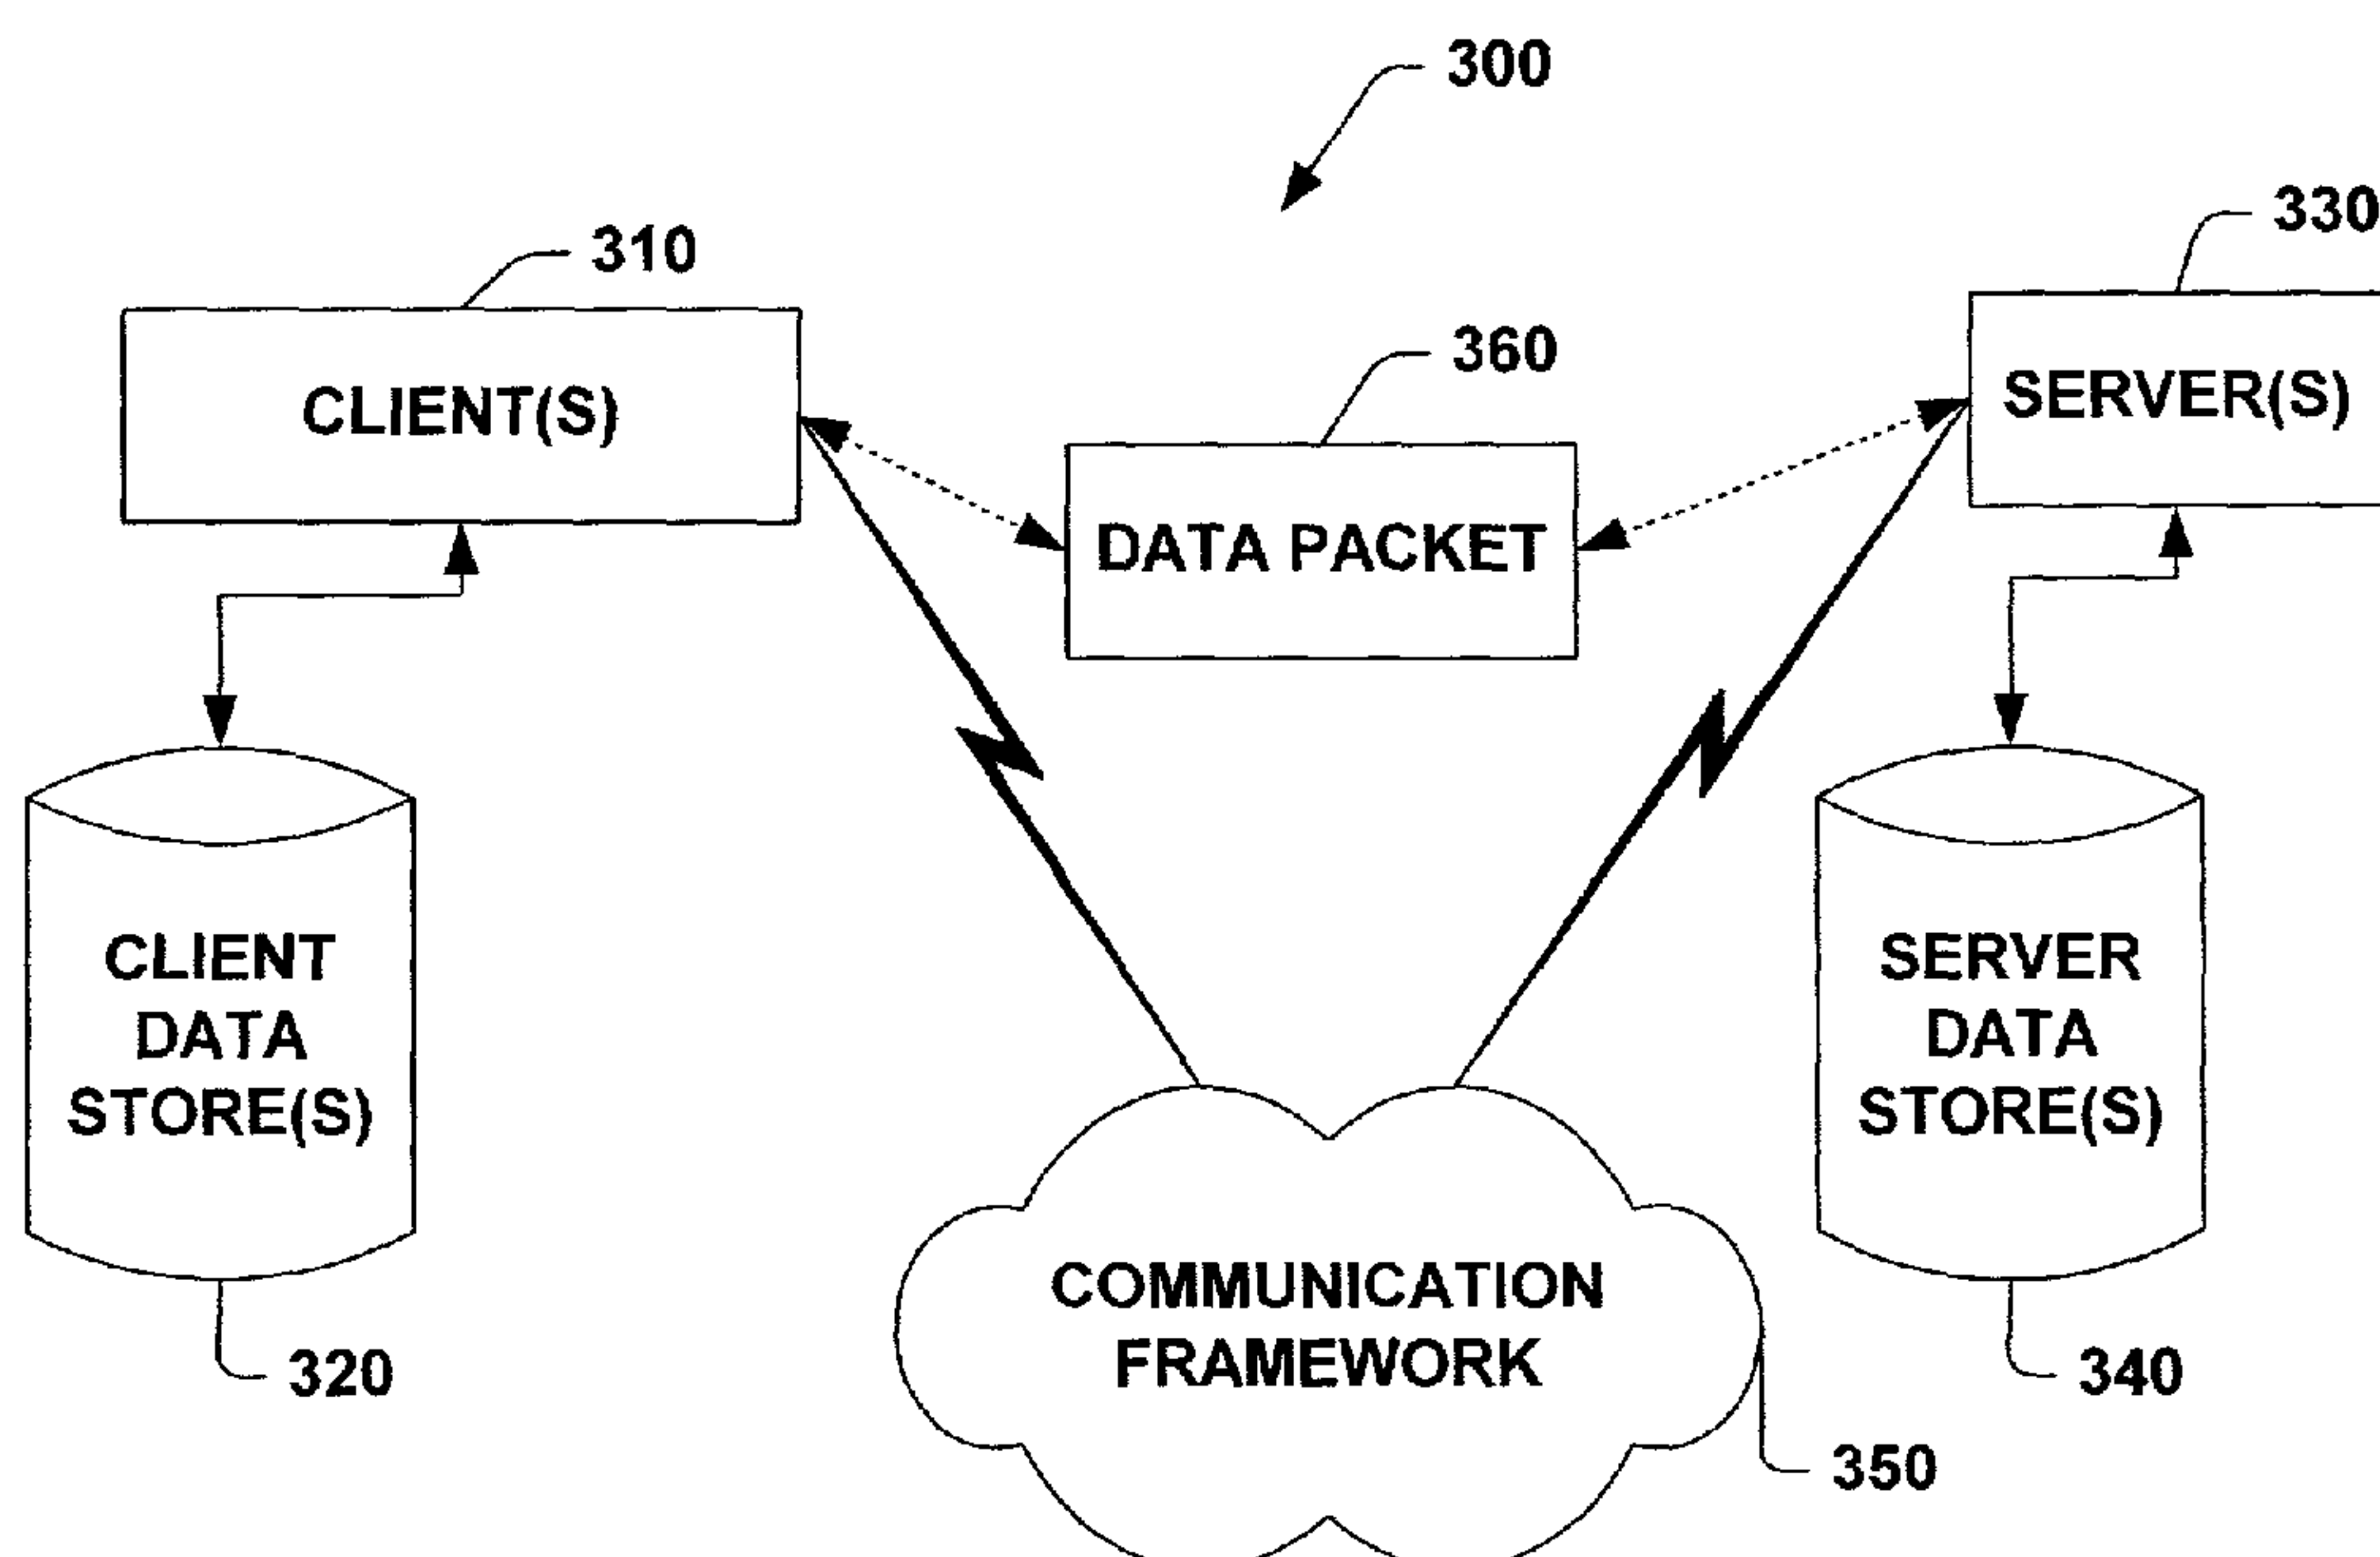 300
310
330
CLIENT(S)
360
SERVER(S)
DATA PACKET
CLIENT
DATA
STORE(S)
SERVER
DATA
STORE(S)
COMMUNICATION
FRAMEWORK
320
340
350